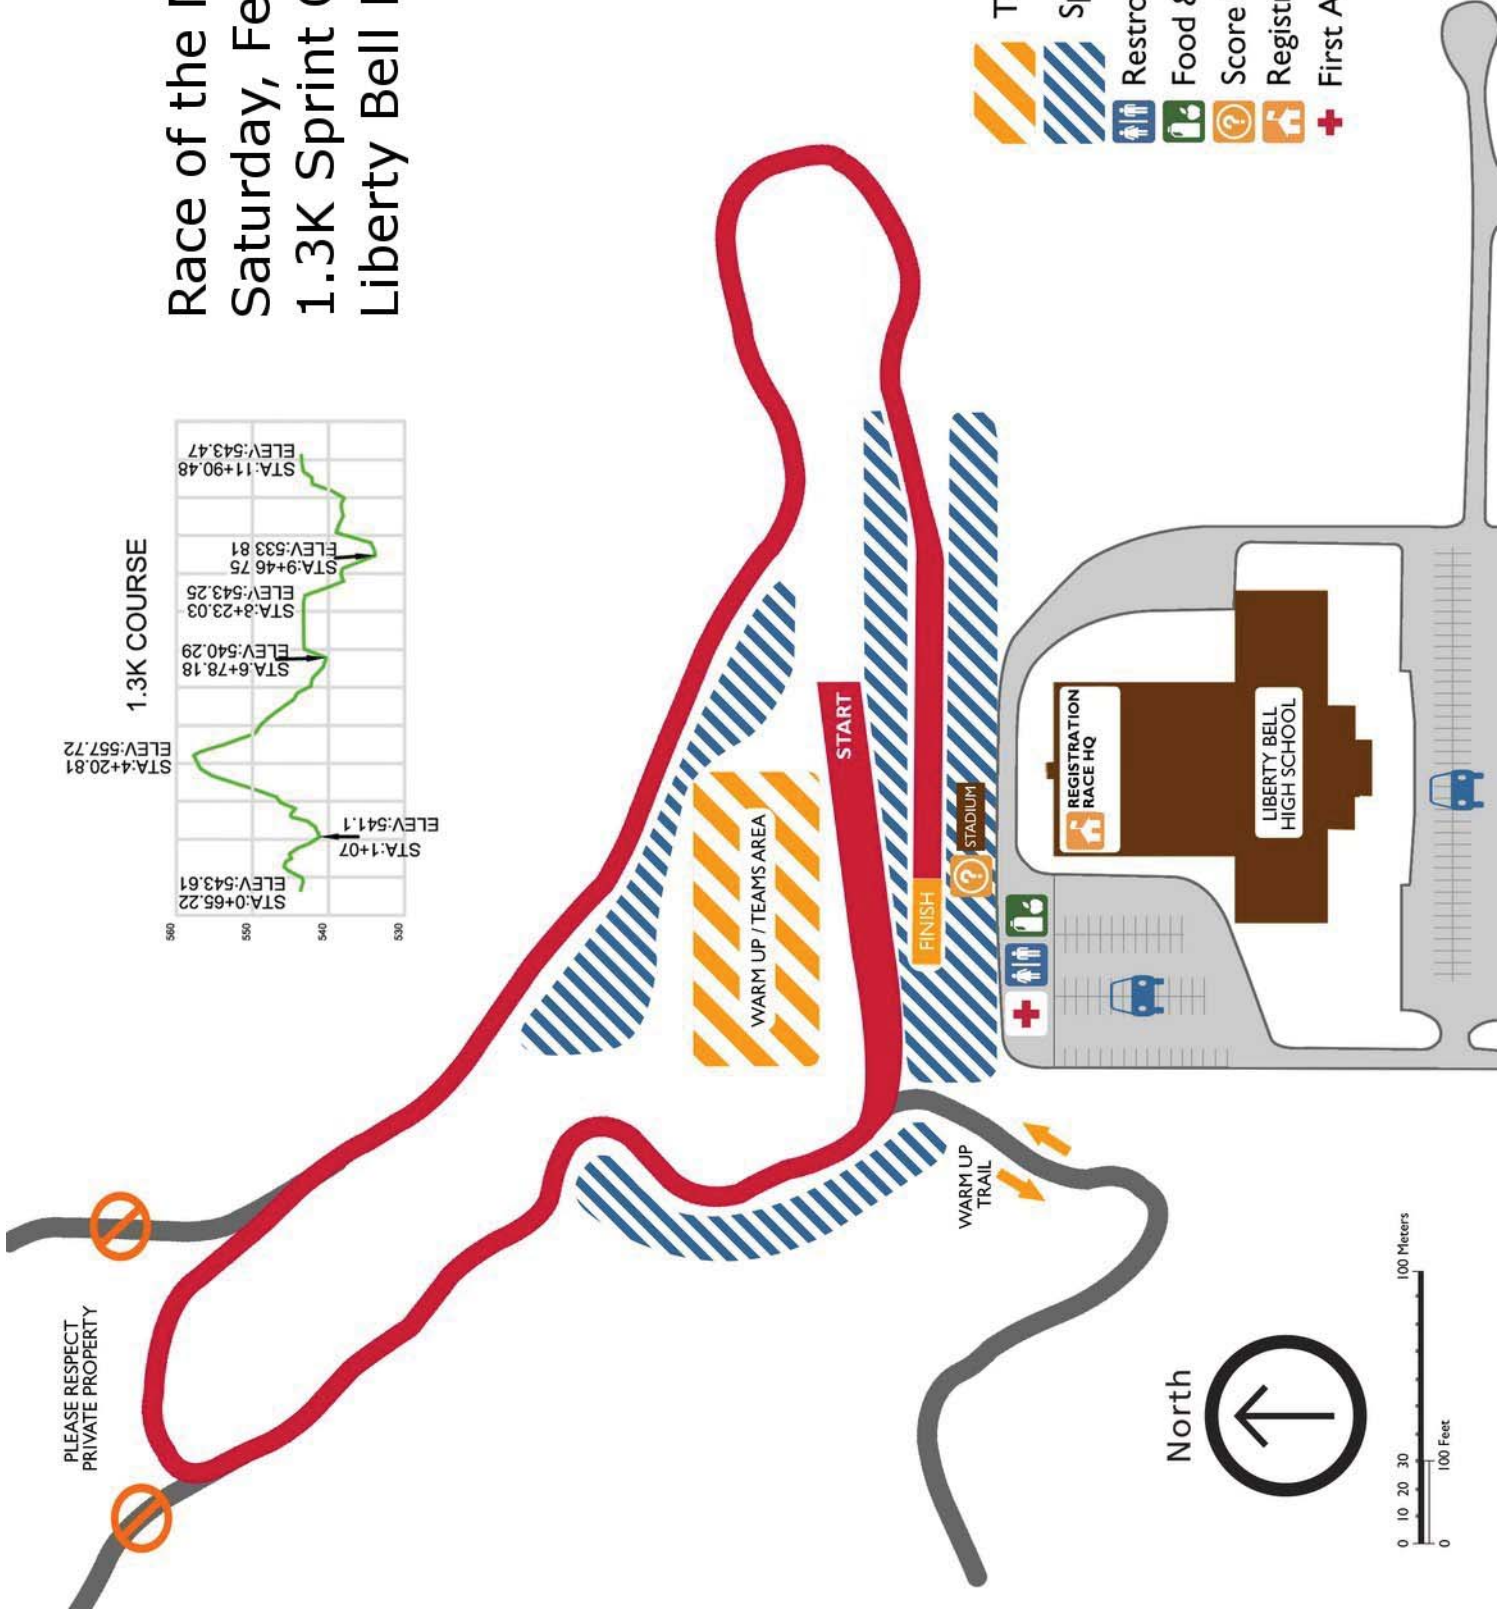 Race of the
Saturday, Fe
1.3K Sprint
Liberty Bell
1.3K COURSE
560
550
540
530
STA:0+65.22
ELEV:543.61
STA:1+07
ELEV:541.1
STA:4+20.81
ELEV:557.72
STA:6+78.18
ELEV:540.29
STA:8+23.03
ELEV:543.25
STA:9+46.75
ELEV:533.81
STA:11+90.48
ELEV:543.47
PLEASE RESPECT
PRIVATE PROPERTY
WARM UP / TEAMS AREA
START
FINISH
STADIUM
WARM UP
TRAIL
REGISTRATION
RACE HQ
LIBERTY BELL
HIGH SCHOOL
T
Sp
Restro
Food &
Score
Regist
First A
North
0 10 20 30 100 Meters
0 100 Feet